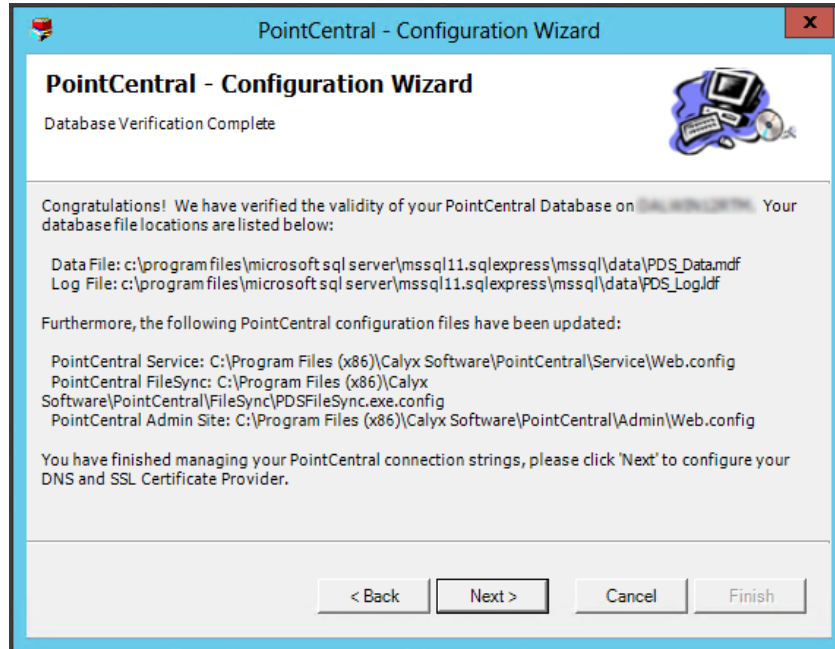 PointCentral - Configuration Wizard
x
PointCentral - Configuration Wizard
Database Verification Complete
Congratulations! We have verified the validity of your PointCentral Database on Your
database file locations are listed below:
Data File: c:\program files\microsoft sql server\mssql11.sqlexpress\mssql\data\PDS_Data.mdf
Log File: c:\program files\microsoft sql server\mssql11.sqlexpress\mssql\data\PDS_Log.ldf
Furthermore, the following PointCentral configuration files have been updated:
PointCentral Service: C:\Program Files (x86)\Calyx Software\PointCentral\Service\Web.config
PointCentral FileSync: C:\Program Files (x86)\Calyx
Software\PointCentral\FileSync\PDSFileSync.exe.config
PointCentral Admin Site: C:\Program Files (x86)\Calyx Software\PointCentral\Admin\Web.config
You have finished managing your PointCentral connection strings, please click 'Next' to configure your
DNS and SSL Certificate Provider.
< Back Next > Cancel Finish